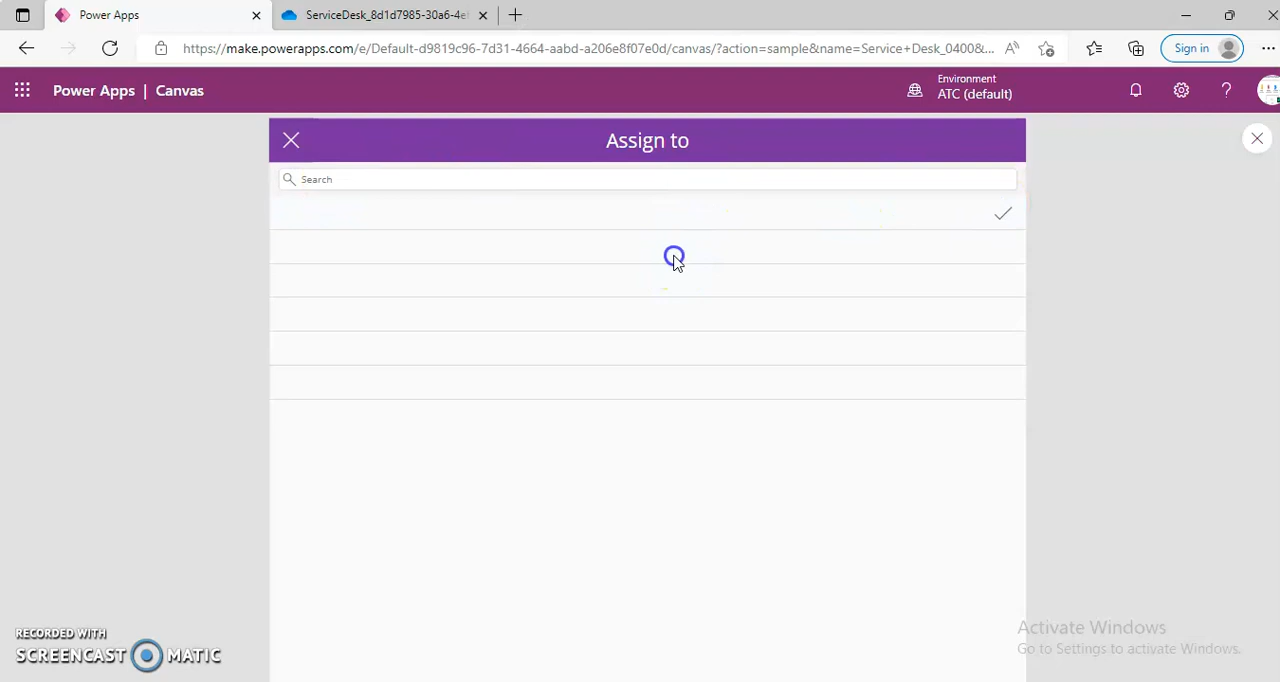 Power Apps
ServiceDesk_8d1d7985-30a6-4ef
https://make.powerapps.com/e/Default-d9819c96-7d31-4664-aabd-a206e8f07e0d/canvas/?action=sample&name=Service+Desk_0400&...
Sign in
Power Apps | Canvas
Environment
ATC (default)
?
Assign to
Search
RECORDED WITH
SCREENCAST MATIC
Activate Windows
Go to Settings to activate Windows.